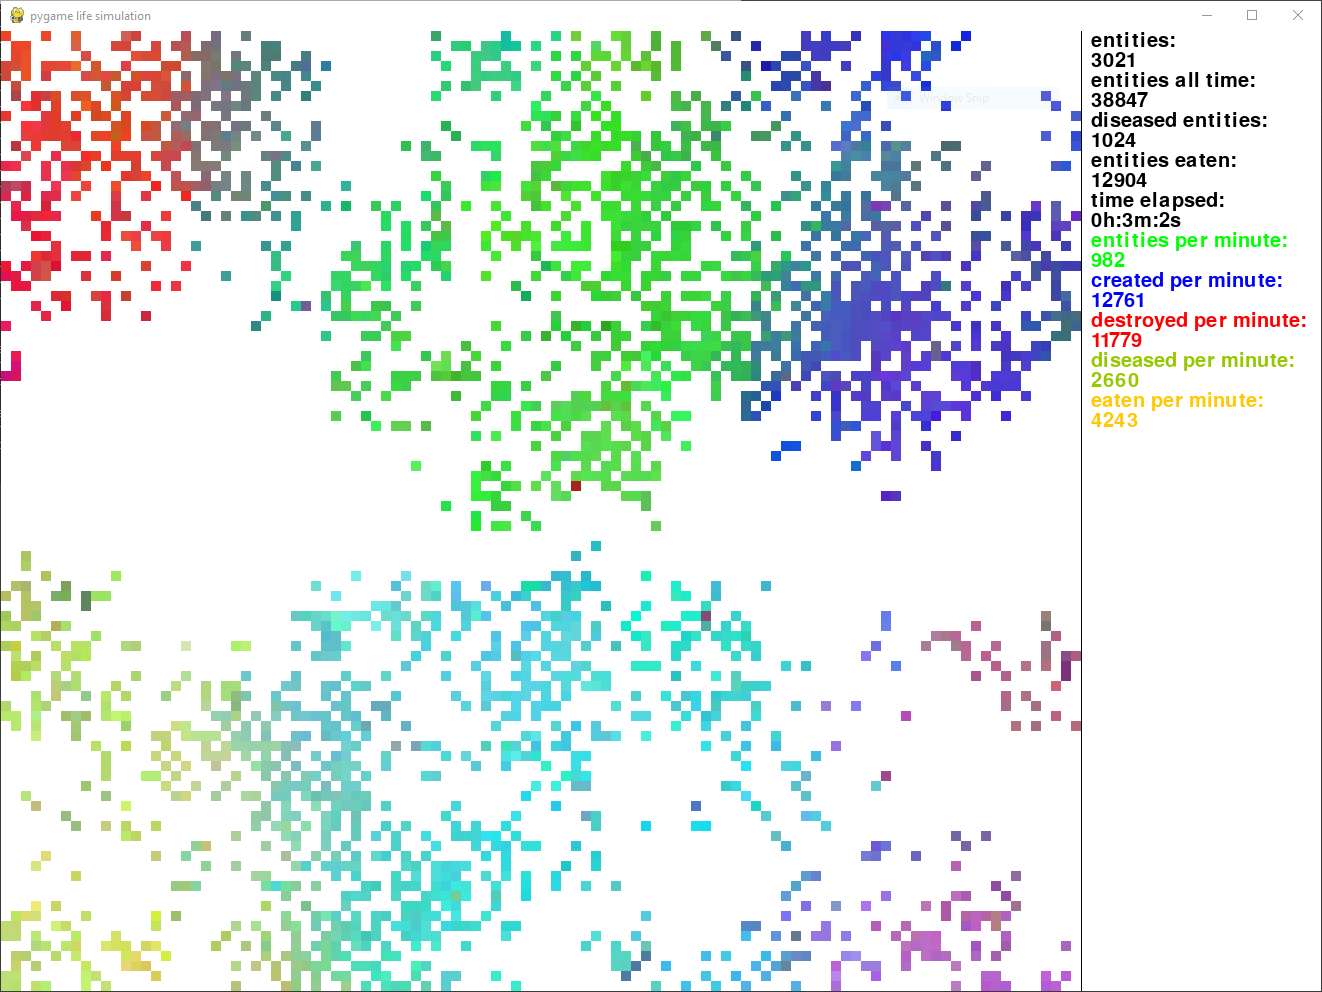 pygame life simulation
Window Snip
entities:
3021
entities all time:
38847
diseased entities:
1024
entities eaten:
12904
time elapsed:
0h:3m:2s
entities per minute:
982
created per minute:
12761
destroyed per minute:
11779
diseased per minute:
2660
eaten per minute:
4243